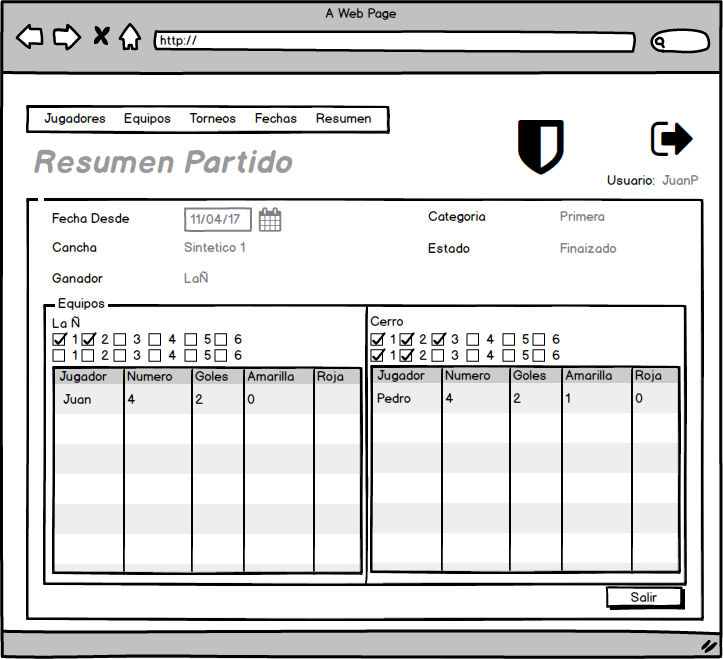 A Web Page
http://
Jugadores Equipos Torneos Fechas Resumen
Resumen Partido
Usuario: JuanP
Fecha Desde 11/04/17 Categoria Primera
Cancha Sintetico 1 Estado Finaizado
Ganador LaÑ
Equipos
La Ñ
1 2 3 4 5 6
1 2 3 4 5 6
Jugador Numero Goles Amarilla Roja
Juan 4 2 0
Cerro
1 2 3 4 5 6
1 2 3 4 5 6
Jugador Numero Goles Amarilla Roja
Pedro 4 2 1 0
Salir